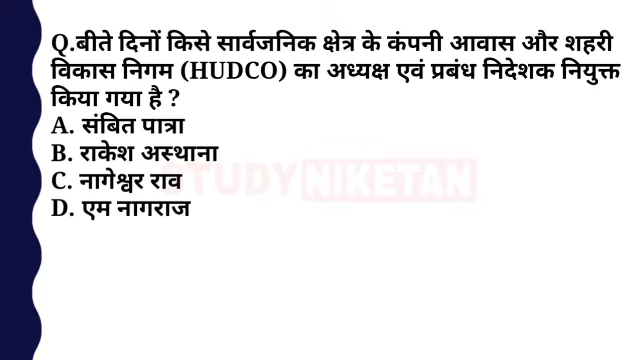 Q.बीते दिनों किसे सार्वजनिक क्षेत्र के कंपनी आवास और शहरी
विकास निगम (HUDCO) का अध्यक्ष एवं प्रबंध निदेशक नियुक्त
किया गया है ?
A. संबित पात्रा
B. राकेश अस्थाना
C. नागेश्वर राव
D. एम नागराज
STUDY NIKETAN